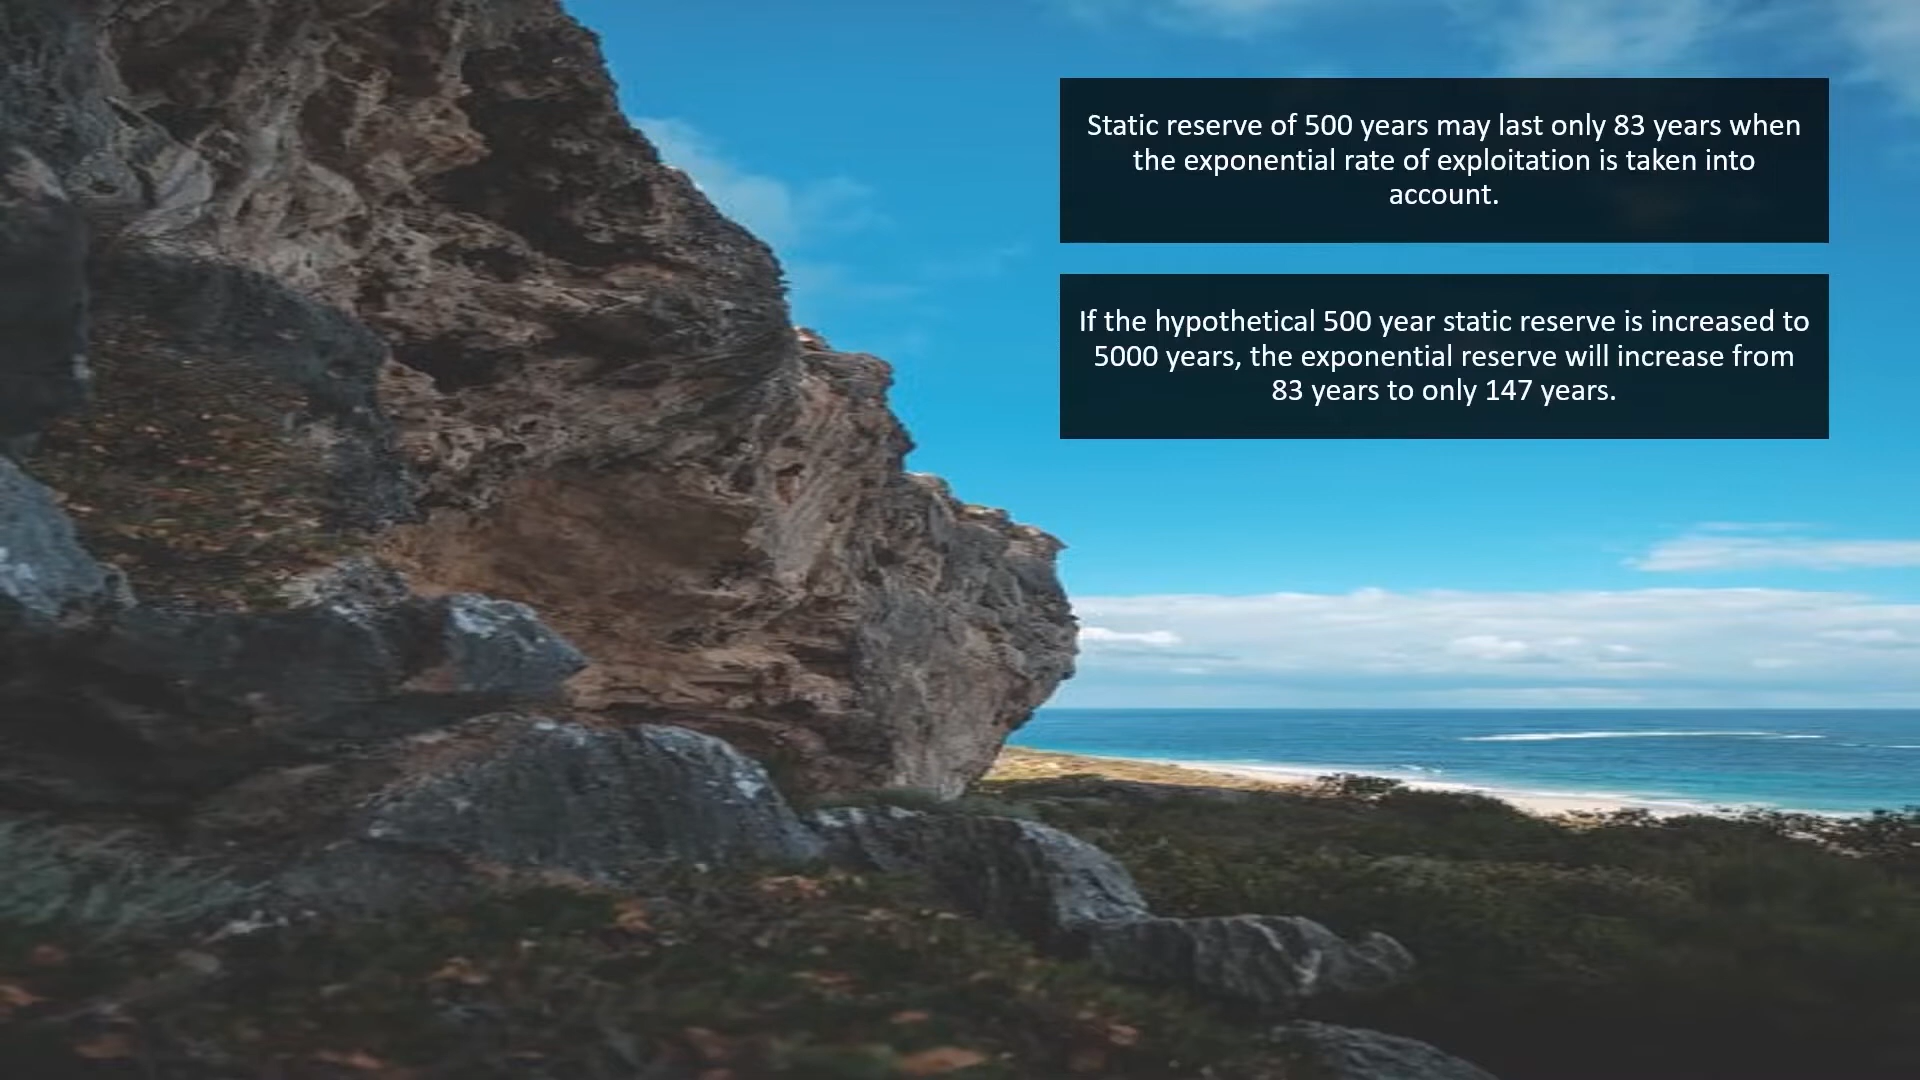 Static reserve of 500 years may last only 83 years when
the exponential rate of exploitation is taken into
account.
If the hypothetical 500 year static reserve is increased to
5000 years, the exponential reserve will increase from
83 years to only 147 years.